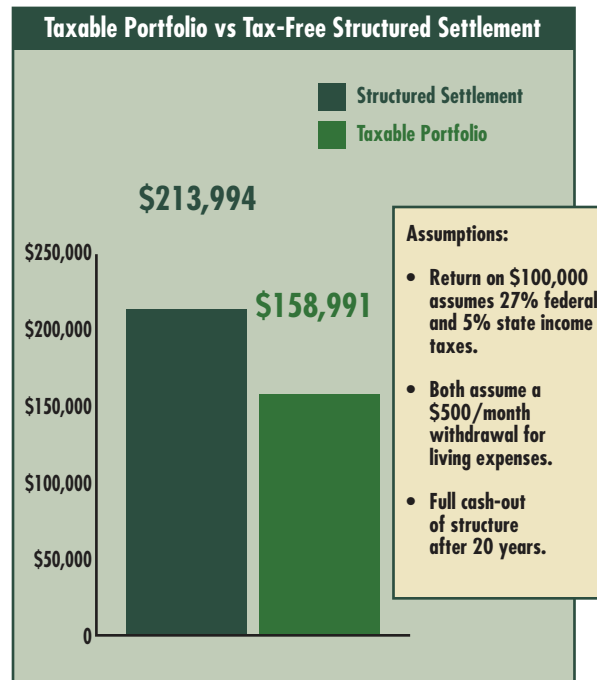 Taxable Portfolio vs Tax-Free Structured Settlement
Structured Settlement
Taxable Portfolio
$213,994
$158,991
$250,000
$200,000
$150,000
$100,000
$50,000
0
Assumptions:
• Return on $100,000
assumes 27% federal
and 5% state income
taxes.
• Both assume a
$500/month
withdrawal for
living expenses.
• Full cash-out
of structure
after 20 years.